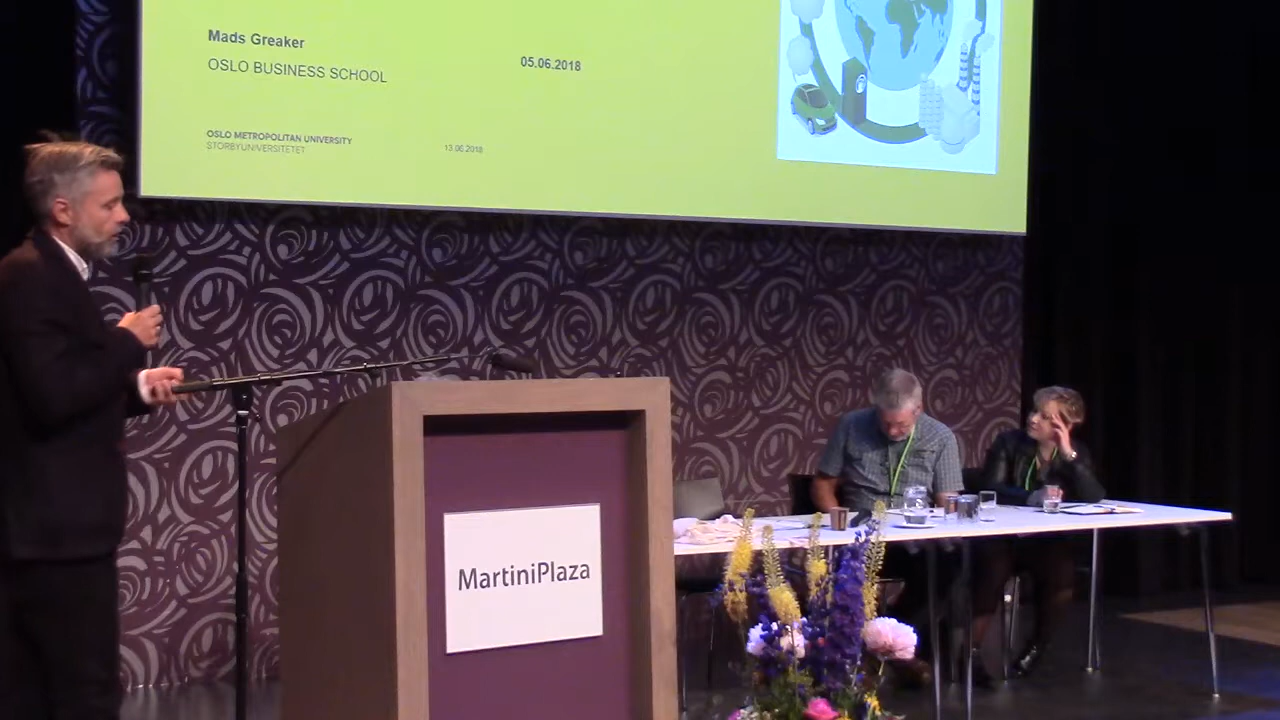 Mads Greaker
OSLO BUSINESS SCHOOL
05.06.2018
OSLO METROPOLITAN UNIVERSITY
STORBYUNIVERSITETET
13.06.2018
MartiniPlaza